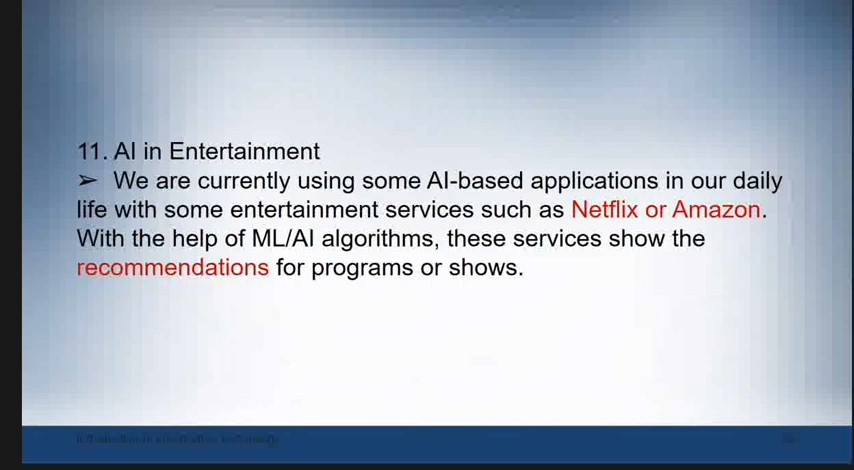 11. AI in Entertainment
➢ We are currently using some AI-based applications in our daily
life with some entertainment services such as Netflix or Amazon.
With the help of ML/AI algorithms, these services show the
recommendations for programs or shows.